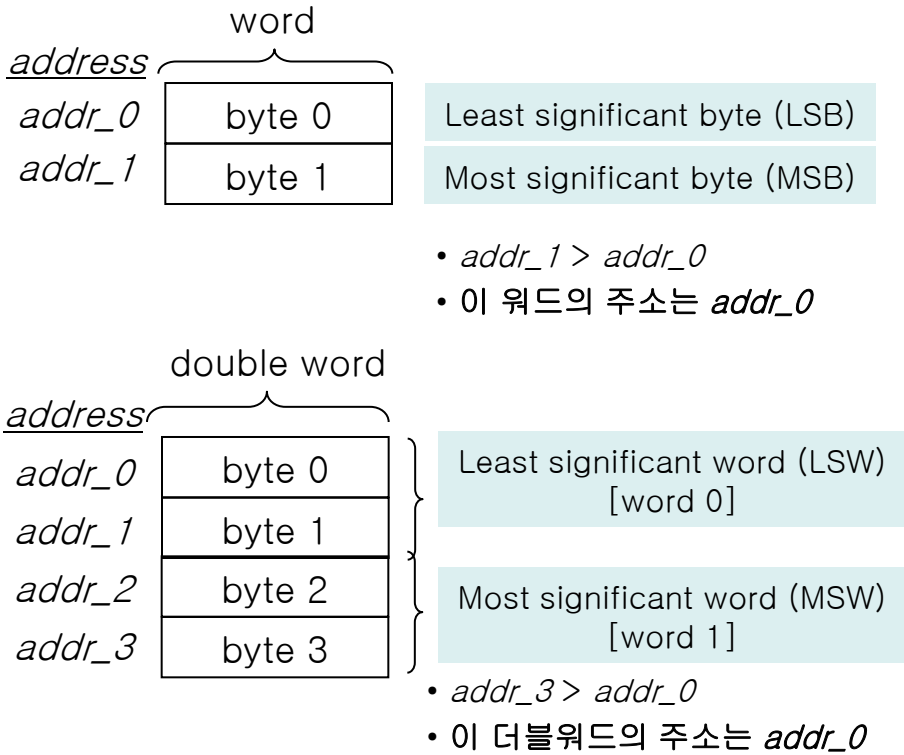 word
address
addr_0 byte 0 Least significant byte (LSB)
addr_1 byte 1 Most significant byte (MSB)
• addr_1 > addr_0
• 이 워드의 주소는 addr_0
double word
address
addr_0 byte 0
Least significant word (LSW)
[word 0]
addr_1 byte 1
addr_2 byte 2
Most significant word (MSW)
[word 1]
addr_3 byte 3
• addr_3 > addr_0
• 이 더블워드의 주소는 addr_0